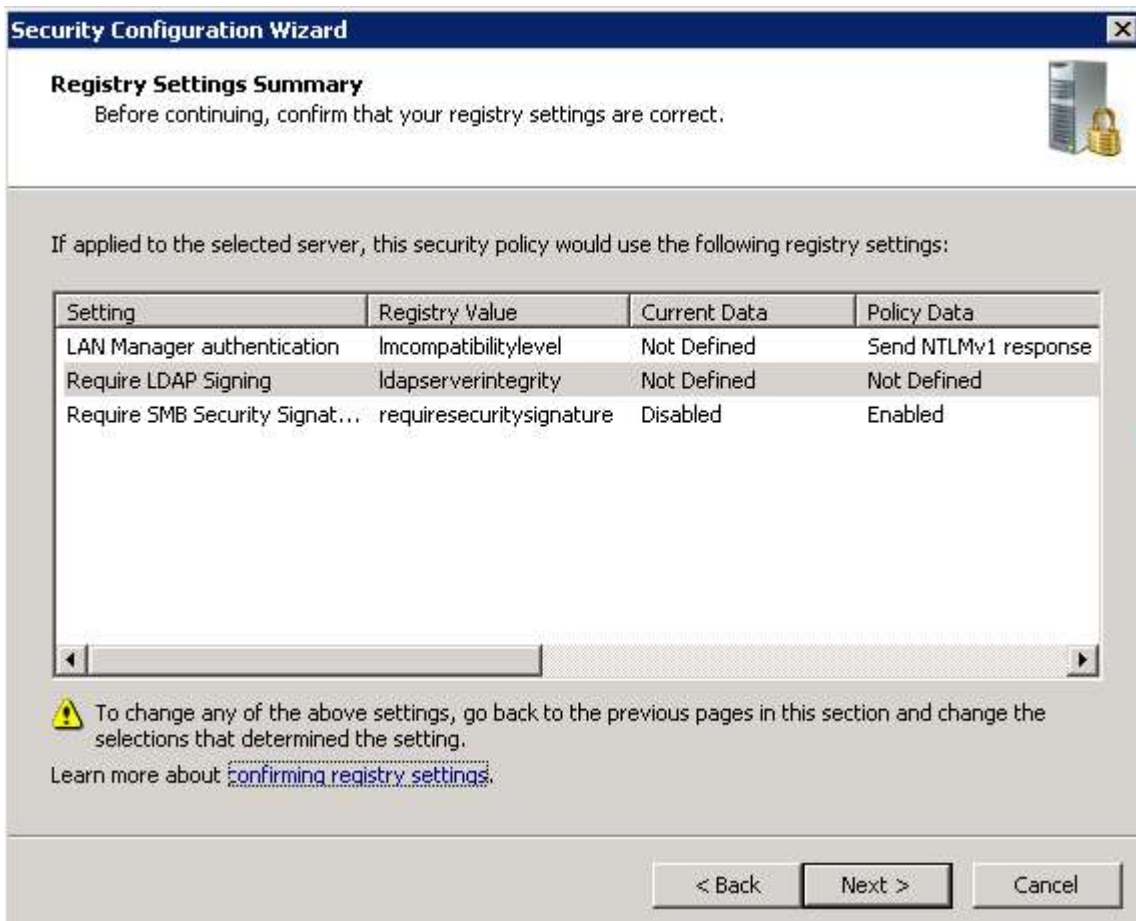 Security Configuration Wizard
Registry Settings Summary
Before continuing, confirm that your registry settings are correct.
If applied to the selected server, this security policy would use the following registry settings:
Setting Registry Value Current Data Policy Data
LAN Manager authentication lmcompatibilitylevel Not Defined Send NTLMv1 response
Require LDAP Signing ldapserverintegrity Not Defined Not Defined
Require SMB Security Signat... requiresecuritysignature Disabled Enabled
To change any of the above settings, go back to the previous pages in this section and change the
selections that determined the setting.
Learn more about confirming registry settings.
< Back Next > Cancel